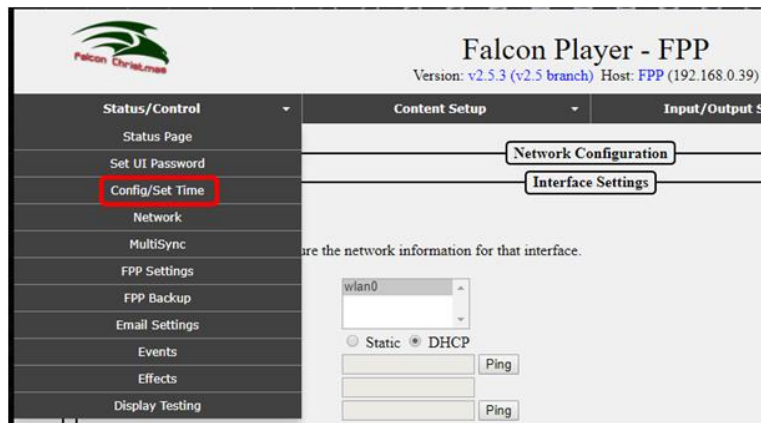 Falcon Christmas
Falcon Player - FPP
Version: v2.5.3 (v2.5 branch) Host: FPP (192.168.0.39)
Status/Control Content Setup Input/Output S
Status Page
Set UI Password
Config/Set Time
Network
MultiSync
FPP Settings
FPP Backup
Email Settings
Events
Effects
Display Testing
Network Configuration
Interface Settings
ure the network information for that interface.
wlan0
Static DHCP
Ping
Ping